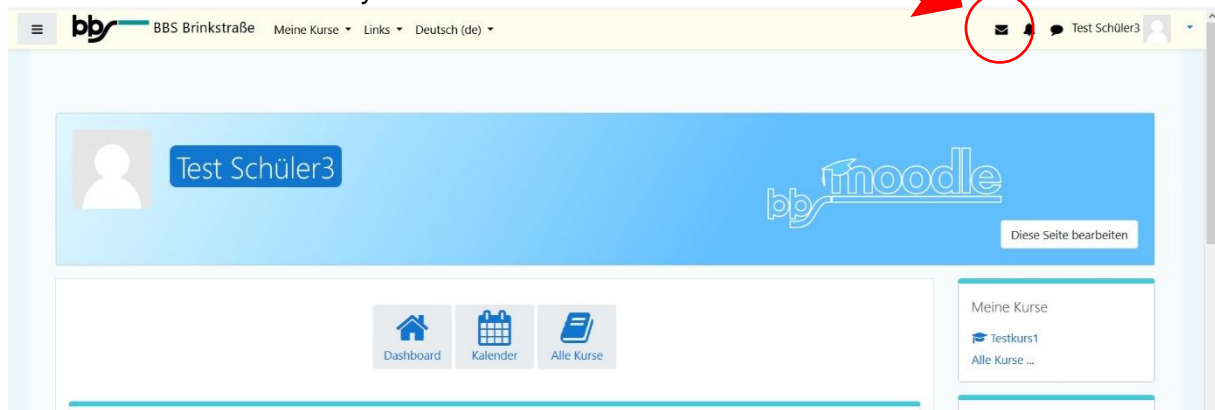 bbs BBS Brinkstraße Meine Kurse Links Deutsch (de) Test Schüler3
Test Schüler3
bbs moodle
Diese Seite bearbeiten
Dashboard Kalender Alle Kurse
Meine Kurse
Testkurs1
Alle Kurse ...